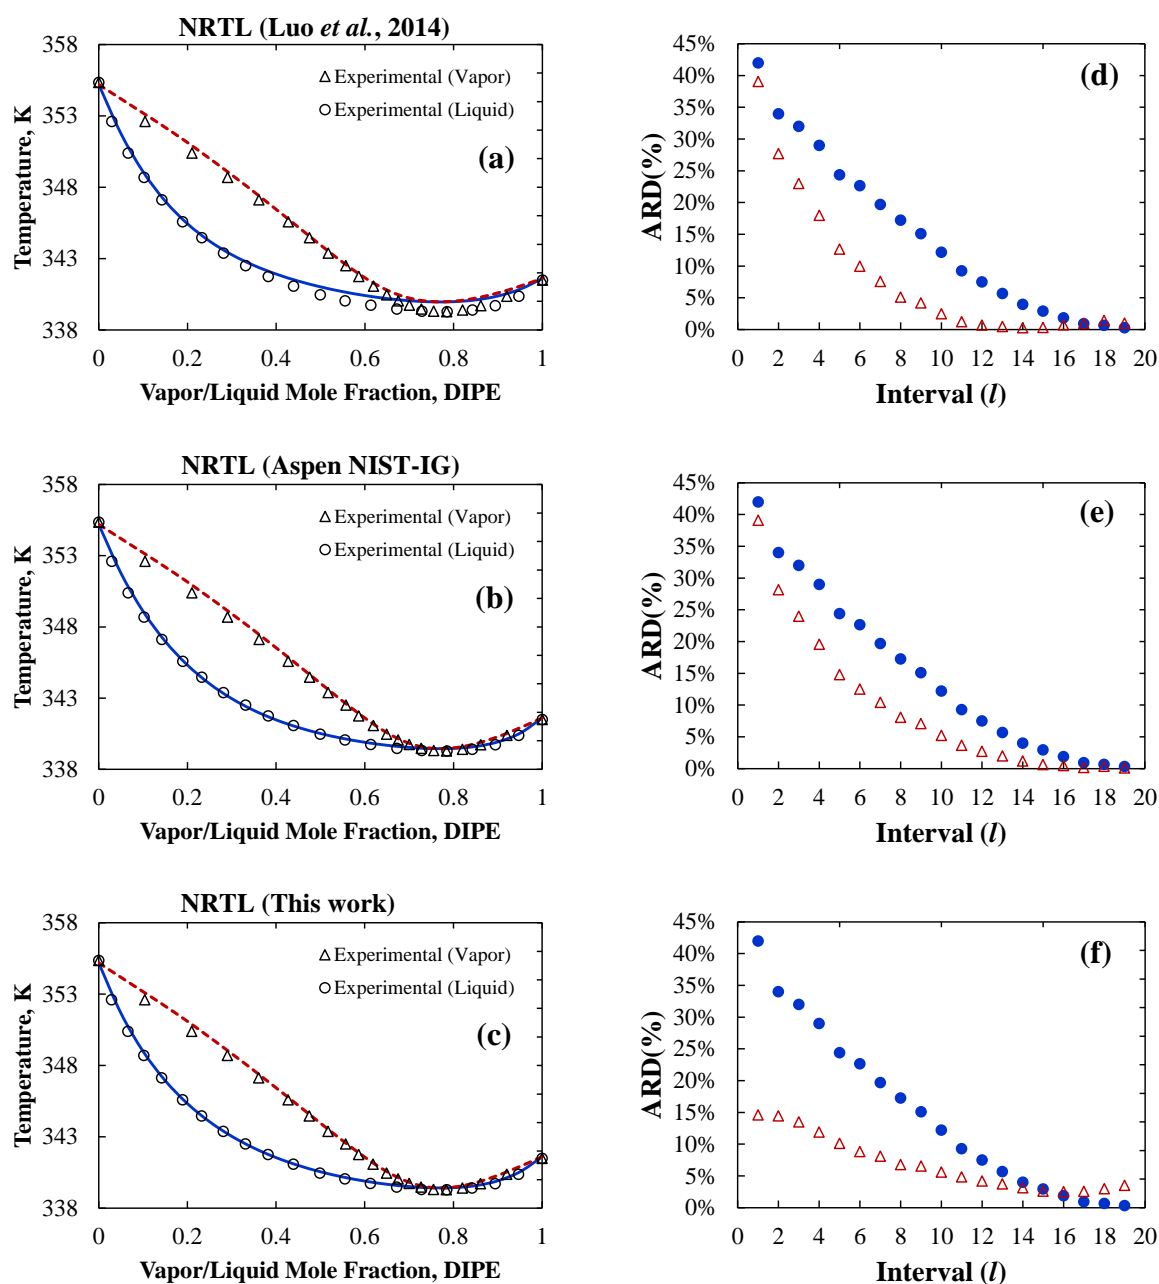 NRTL (Luo et al., 2014)
358
353
348
343
338
Temperature, K
Experimental (Vapor)
Experimental (Liquid)
(a)
0 0.2 0.4 0.6 0.8 1
Vapor/Liquid Mole Fraction, DIPE
45%
40%
35%
30%
25%
20%
15%
10%
5%
0%
ARD(%)
(d)
0 2 4 6 8 10 12 14 16 18 20
Interval (l)
NRTL (Aspen NIST-IG)
358
353
348
343
338
Temperature, K
Experimental (Vapor)
Experimental (Liquid)
(b)
0 0.2 0.4 0.6 0.8 1
Vapor/Liquid Mole Fraction, DIPE
45%
40%
35%
30%
25%
20%
15%
10%
5%
0%
ARD(%)
(e)
0 2 4 6 8 10 12 14 16 18 20
Interval (l)
NRTL (This work)
358
353
348
343
338
Temperature, K
Experimental (Vapor)
Experimental (Liquid)
(c)
0 0.2 0.4 0.6 0.8 1
Vapor/Liquid Mole Fraction, DIPE
45%
40%
35%
30%
25%
20%
15%
10%
5%
0%
ARD(%)
(f)
0 2 4 6 8 10 12 14 16 18 20
Interval (l)